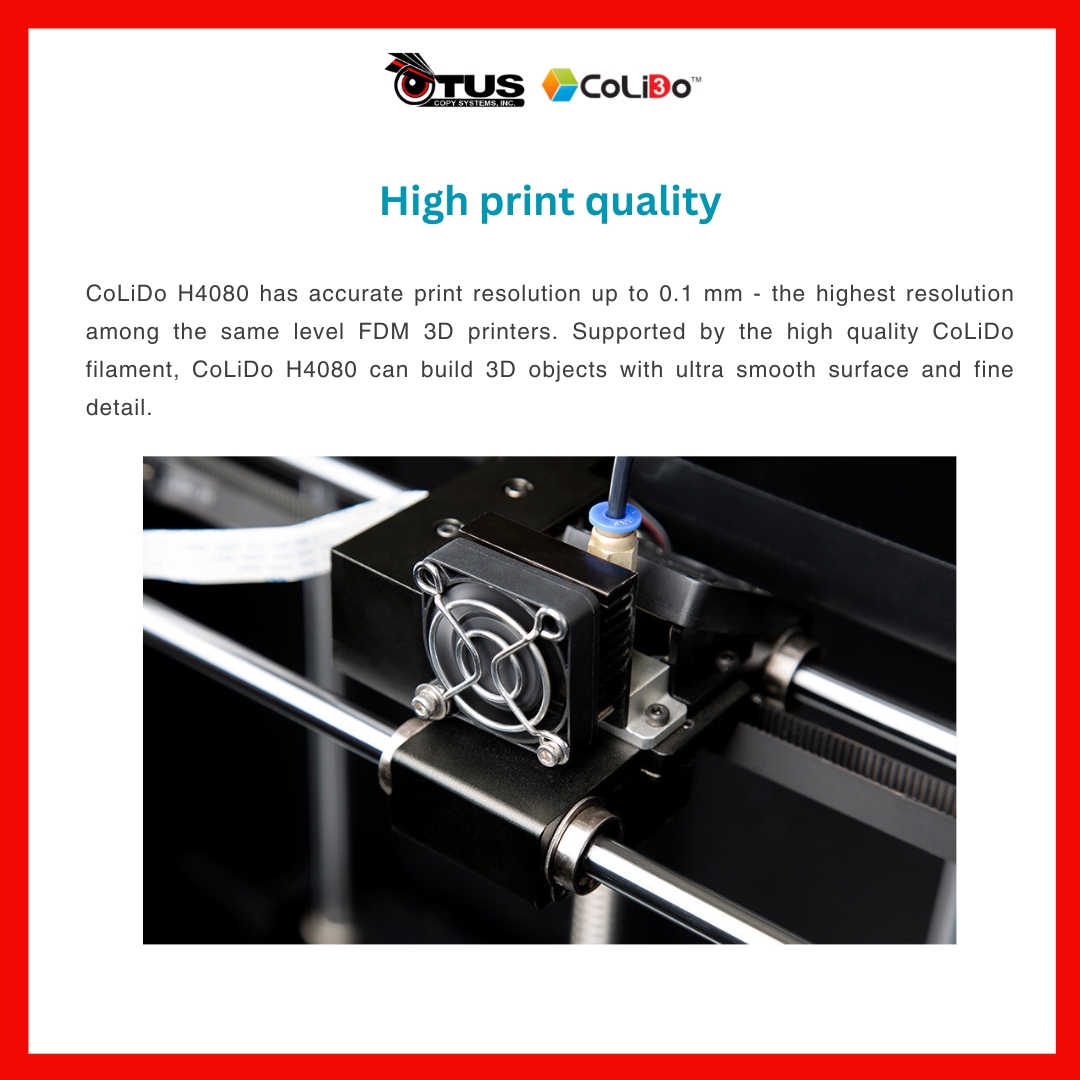 OTUS
COPY SYSTEMS, INC.
CoLiDo™
High print quality
CoLiDo H4080 has accurate print resolution up to 0.1 mm - the highest resolution
among the same level FDM 3D printers. Supported by the high quality CoLiDo
filament, CoLiDo H4080 can build 3D objects with ultra smooth surface and fine
detail.